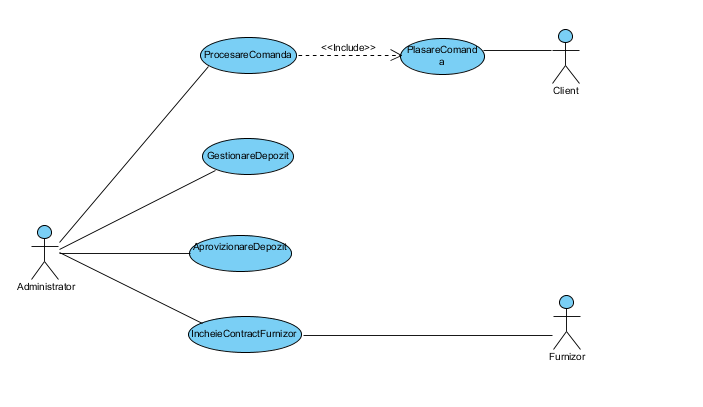 ProcesareComanda
<<Include>>
PlasareComand
a
Client
GestionareDepozit
AprovizionareDepozit
Administrator
IncheieContractFurnizor
Furnizor